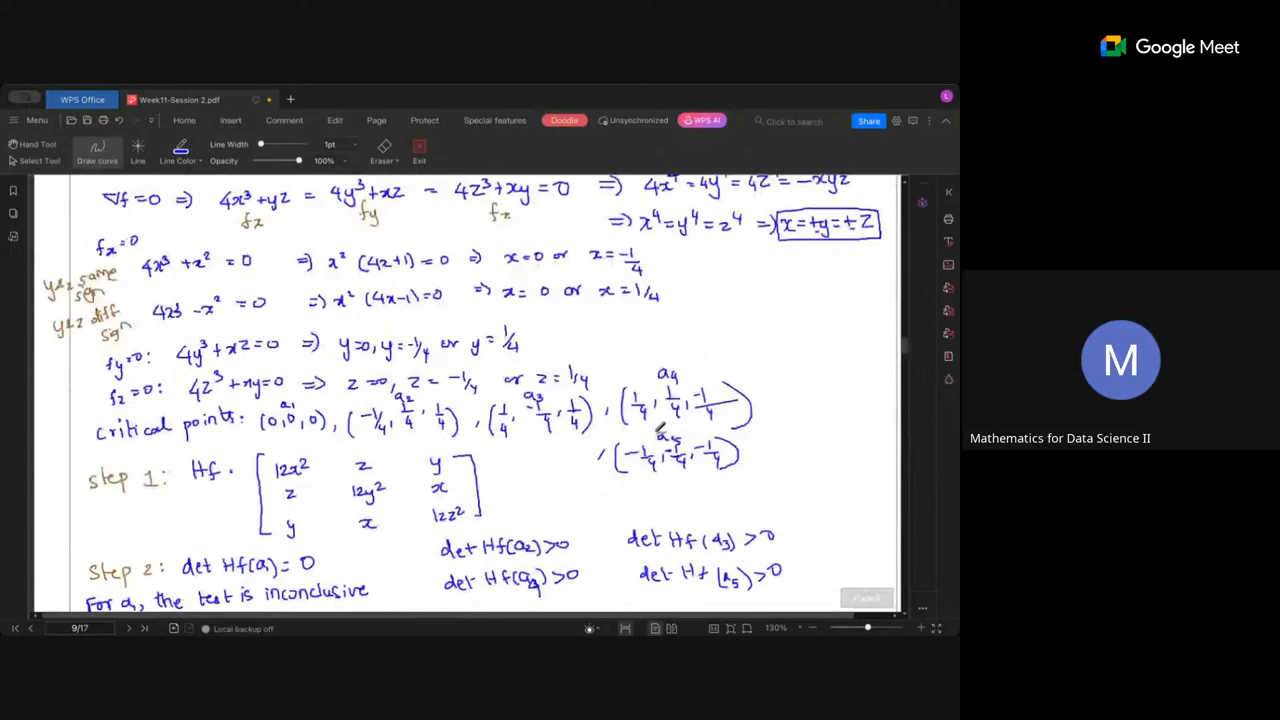 Google Meet
WPS Office
Week11-Session 2.pdf
L
Menu
Home
Insert
Comment
Edit
Page
Protect
Special features
Doodle
Unsynchronized
WPS AI
Click to search
Share
Hand Tool
Select Tool
Draw curve
Line
Line Color
Line Width
1pt
Opacity
100%
Eraser
Exit
∇f=0 ⇒ 4x³+yz = 4y³+xz = 4z³+xy=0 ⇒ 4x⁴=4y⁴=4z⁴=-xyz
fx fy fz ⇒ x⁴=y⁴=z⁴ ⇒ x=±y=±z
fx=0
y&z same sign 4x³+x²=0 ⇒ x²(4x+1)=0 ⇒ x=0 or x=-1/4
y&z diff sign 4x3-x²=0 ⇒ x²(4x-1)=0 ⇒ x=0 or x=1/4
fy=0: 4y³+xz=0 ⇒ y=0, y=-1/4 or y=1/4
fz=0: 4z³+xy=0 ⇒ z=0, z=-1/4 or z=1/4
a1 a2 a3 a4
Critical points: (0,0,0), (-1/4, 1/4, 1/4), (1/4, -1/4, 1/4), (1/4, 1/4, -1/4)
a5
, (-1/4, -1/4, -1/4)
Step 1: Hf = [12x² z y
z 12y² x
y x 12z²]
Step 2: det Hf(a1)=0 det Hf(a2)>0 det Hf(a3)>0
det Hf(a4)>0 det Hf(a5)>0
For a1, the test is inconclusive
Page 9
9/17
Local backup off
130%
M
Mathematics for Data Science II